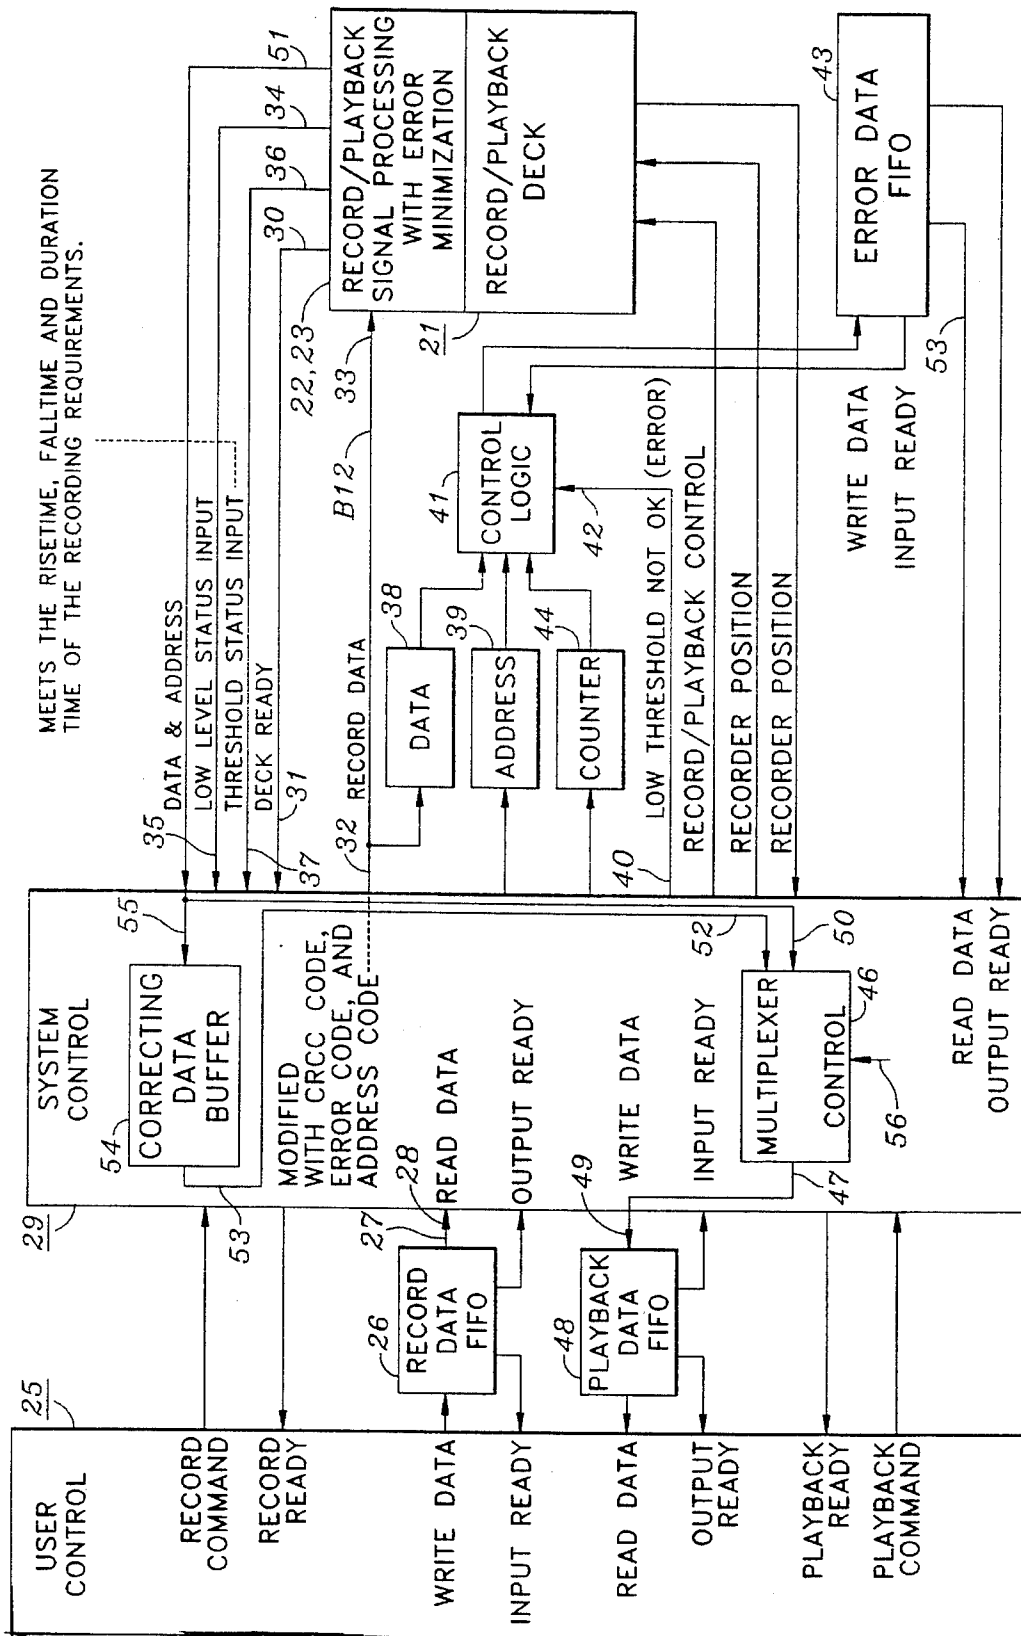 MEETS THE RISETIME, FALLTIME AND DURATION
TIME OF THE RECORDING REQUIREMENTS.
USER
CONTROL
25
RECORD
COMMAND
RECORD
READY
WRITE DATA
INPUT READY
READ DATA
OUTPUT
READY
PLAYBACK
READY
PLAYBACK
COMMAND
26
RECORD
DATA
FIFO
27
28
48
PLAYBACK
DATA
FIFO
49
29
SYSTEM
CONTROL
54
CORRECTING
DATA
BUFFER
53
55
MODIFIED
WITH CRCC CODE,
ERROR CODE, AND
ADDRESS CODE
READ DATA
OUTPUT READY
WRITE DATA
INPUT READY
MULTIPLEXER
CONTROL
46
47
56
52
50
READ DATA
OUTPUT READY
35
DATA & ADDRESS
LOW LEVEL STATUS INPUT
THRESHOLD STATUS INPUT
37
DECK READY
31
32
RECORD DATA
B12
33
DATA
38
ADDRESS
39
COUNTER
44
41
CONTROL
LOGIC
42
40
LOW THRESHOLD NOT OK (ERROR)
RECORD/PLAYBACK CONTROL
RECORDER POSITION
RECORDER POSITION
22, 23
30
36
34
51
RECORD/PLAYBACK
SIGNAL PROCESSING
WITH ERROR
MINIMIZATION
21
RECORD/PLAYBACK
DECK
WRITE DATA
INPUT READY
53
43
ERROR DATA
FIFO